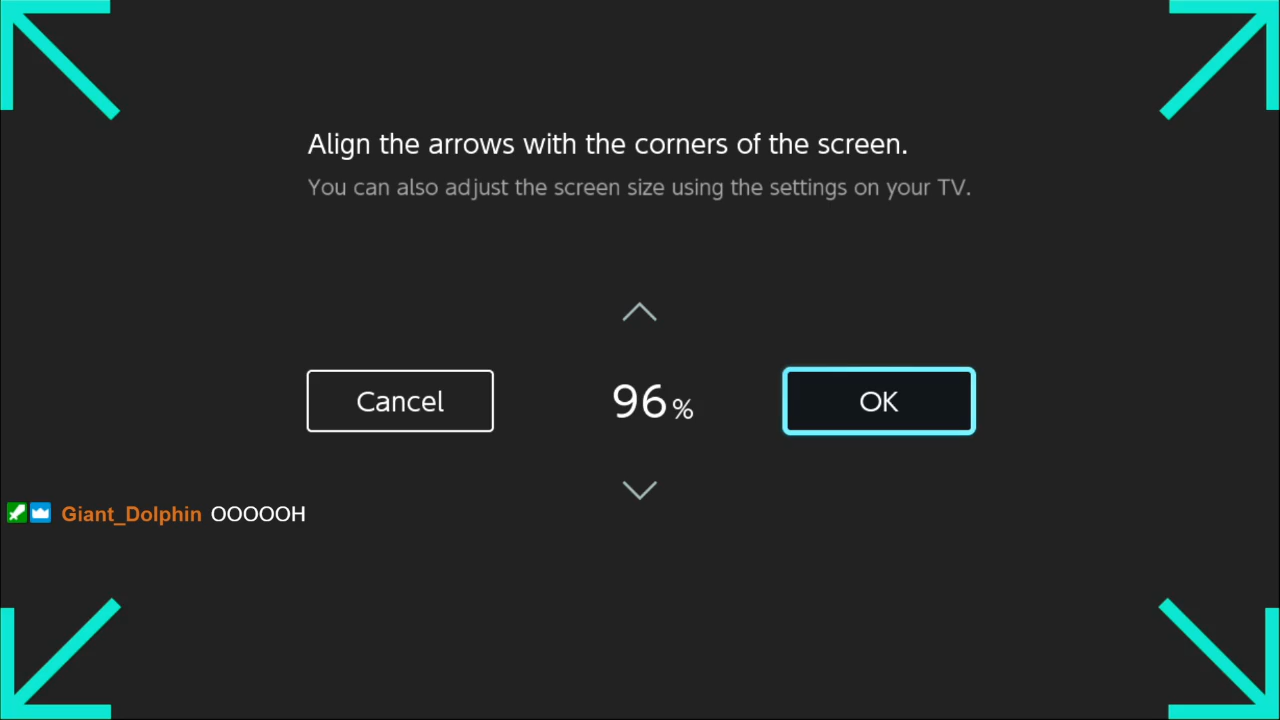 Align the arrows with the corners of the screen.
You can also adjust the screen size using the settings on your TV.
Cancel
96%
OK
Giant_Dolphin OOOOOH